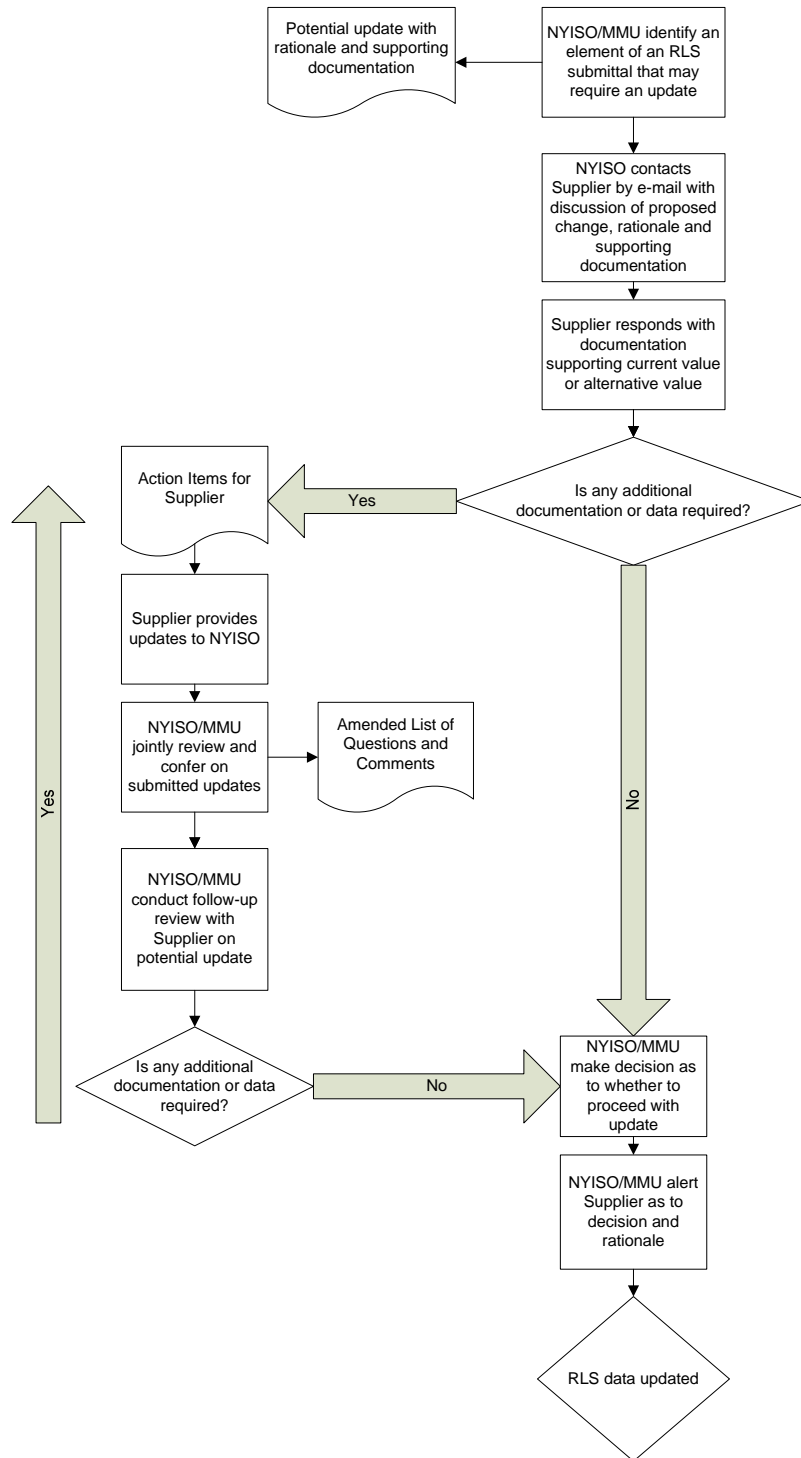 Potential update with
rationale and supporting
documentation
NYISO/MMU identify an
element of an RLS
submittal that may
require an update
NYISO contacts
Supplier by e-mail with
discussion of proposed
change, rationale and
supporting
documentation
Supplier responds with
documentation
supporting current value
or alternative value
Is any additional
documentation or data required?
Yes
Action Items for
Supplier
Supplier provides
updates to NYISO
NYISO/MMU
jointly review and
confer on
submitted updates
Amended List of
Questions and
Comments
NYISO/MMU
conduct follow-up
review with
Supplier on
potential update
Is any additional
documentation or data
required?
Yes
No
No
NYISO/MMU
make decision as
to whether to
proceed with
update
NYISO/MMU alert
Supplier as to
decision and
rationale
RLS data updated